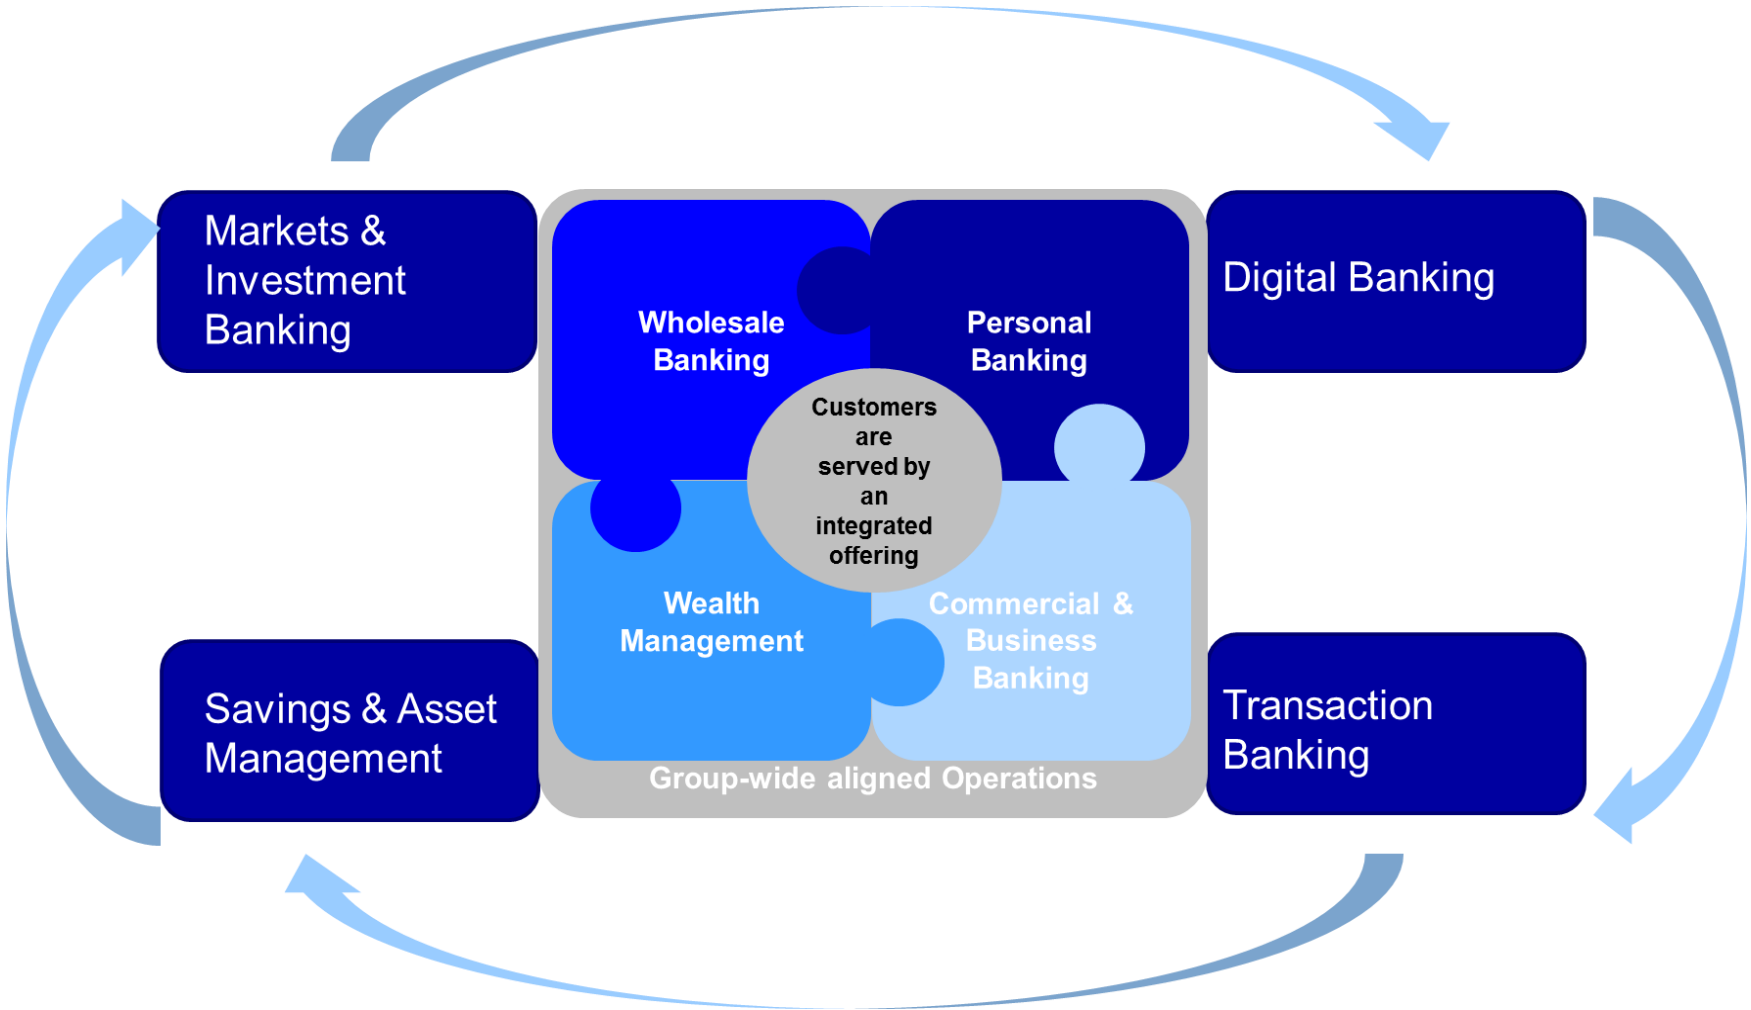 Markets &
Investment
Banking
Digital Banking
Wholesale
Banking
Personal
Banking
Customers
are
served by
an
integrated
offering
Wealth
Management
Commercial &
Business
Banking
Savings & Asset
Management
Transaction
Banking
Group-wide aligned Operations